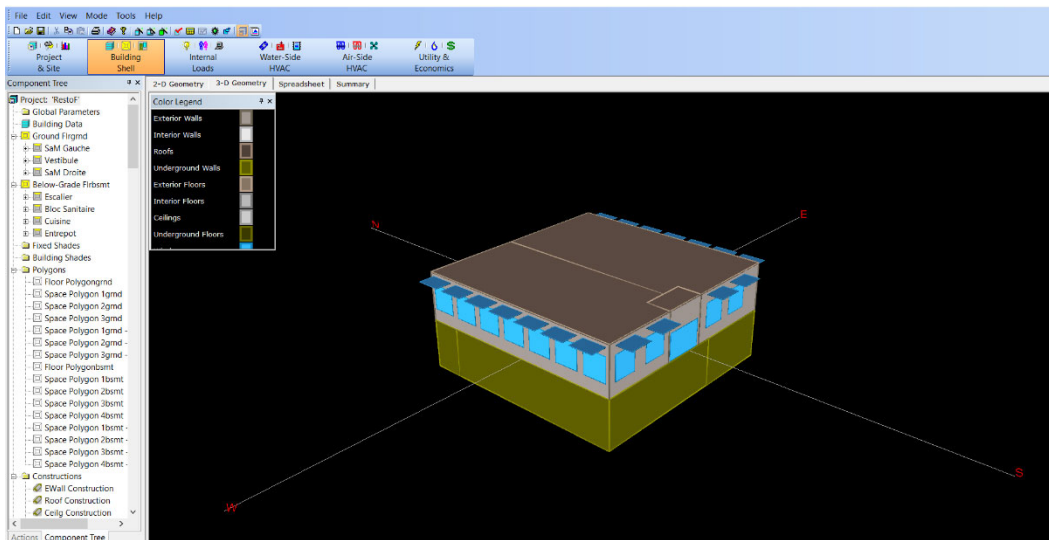 File Edit View Mode Tools Help
Project & Site
Building Shell
Internal Loads
Water-Side HVAC
Air-Side HVAC
Utility & Economics
Component Tree
2-D Geometry 3-D Geometry Spreadsheet Summary
Project: 'RestoF'
Global Parameters
Building Data
Ground Flrgrnd
SaM Gauche
Vestibule
SaM Droite
Below-Grade Flrbsmt
Escalier
Bloc Sanitaire
Cuisine
Entrepot
Fixed Shades
Building Shades
Polygons
Floor Polygongrnd
Space Polygon 1grnd
Space Polygon 2grnd
Space Polygon 3grnd
Space Polygon 1grnd -
Space Polygon 2grnd -
Space Polygon 3grnd -
Floor Polygonbsmt
Space Polygon 1bsmt
Space Polygon 2bsmt
Space Polygon 3bsmt
Space Polygon 4bsmt
Space Polygon 1bsmt -
Space Polygon 2bsmt -
Space Polygon 3bsmt -
Space Polygon 4bsmt -
Constructions
EWall Construction
Roof Construction
Ceilg Construction
Actions Component Tree
Color Legend
Exterior Walls
Interior Walls
Roofs
Underground Walls
Exterior Floors
Interior Floors
Ceilings
Underground Floors
N
E
S
W